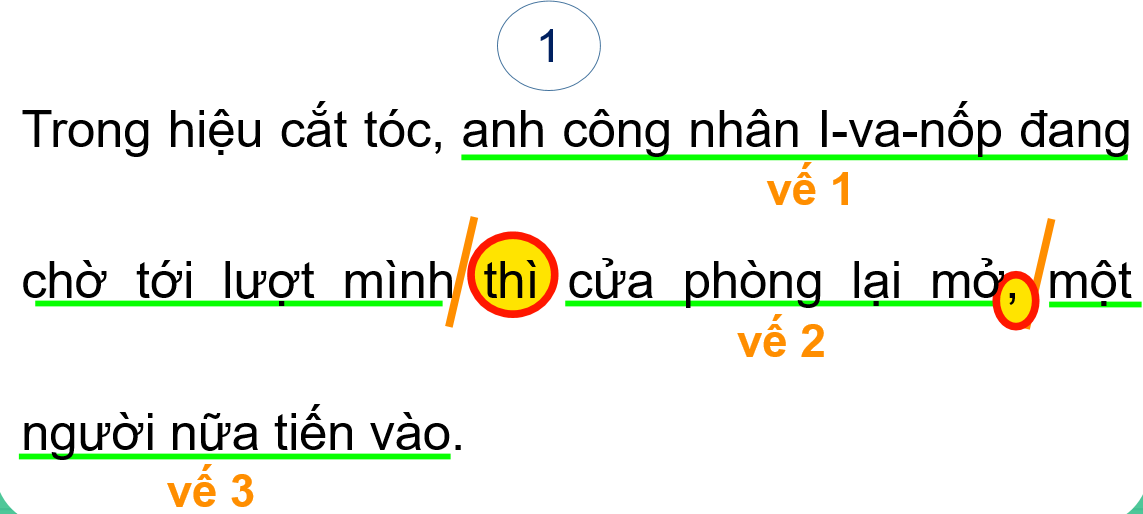 1
Trong hiệu cắt tóc, anh công nhân I-va-nốp đang
vế 1
chờ tới lượt mình/ thì cửa phòng lại mở, / một
vế 2
người nữa tiến vào.
vế 3